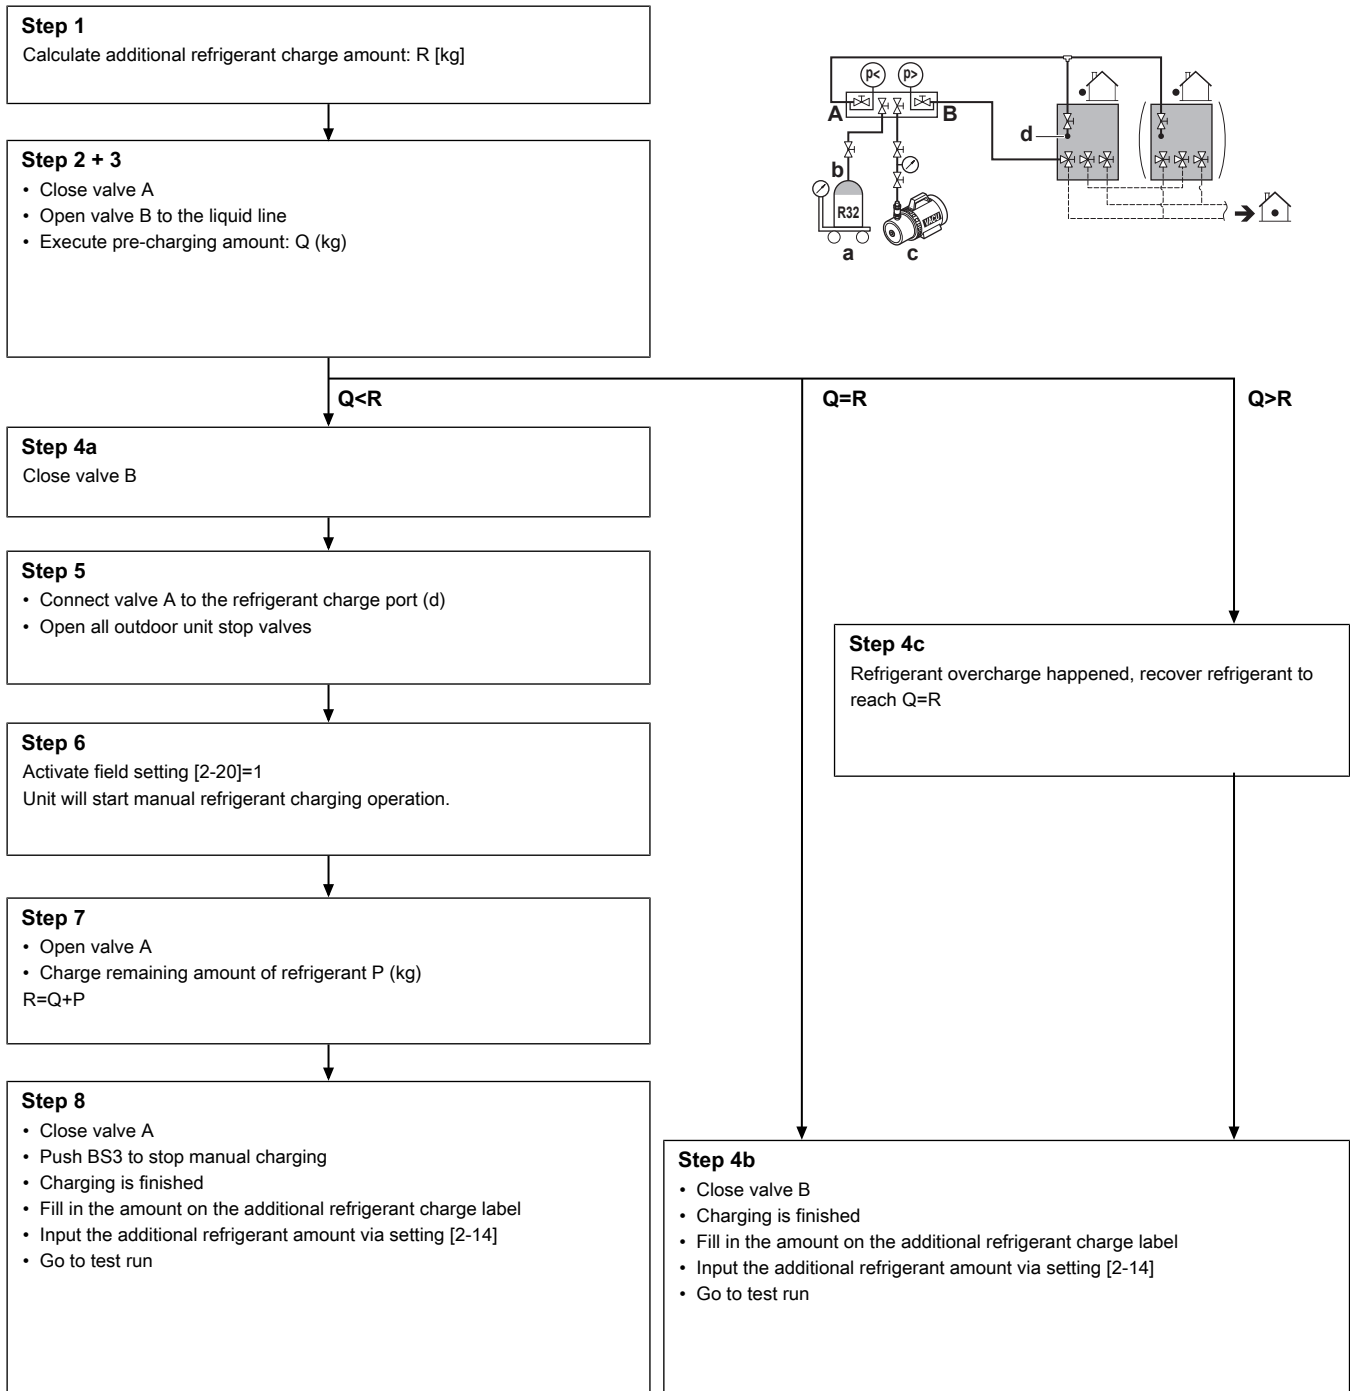 Step 1
Calculate additional refrigerant charge amount: R [kg]
Step 2 + 3
• Close valve A
• Open valve B to the liquid line
• Execute pre-charging amount: Q (kg)
p<
p>
A
B
d
b
R32
a
c
Q<R
Q=R
Q>R
Step 4a
Close valve B
Step 5
• Connect valve A to the refrigerant charge port (d)
• Open all outdoor unit stop valves
Step 4c
Refrigerant overcharge happened, recover refrigerant to
reach Q=R
Step 6
Activate field setting [2-20]=1
Unit will start manual refrigerant charging operation.
Step 7
• Open valve A
• Charge remaining amount of refrigerant P (kg)
R=Q+P
Step 8
• Close valve A
• Push BS3 to stop manual charging
• Charging is finished
• Fill in the amount on the additional refrigerant charge label
• Input the additional refrigerant amount via setting [2-14]
• Go to test run
Step 4b
• Close valve B
• Charging is finished
• Fill in the amount on the additional refrigerant charge label
• Input the additional refrigerant amount via setting [2-14]
• Go to test run